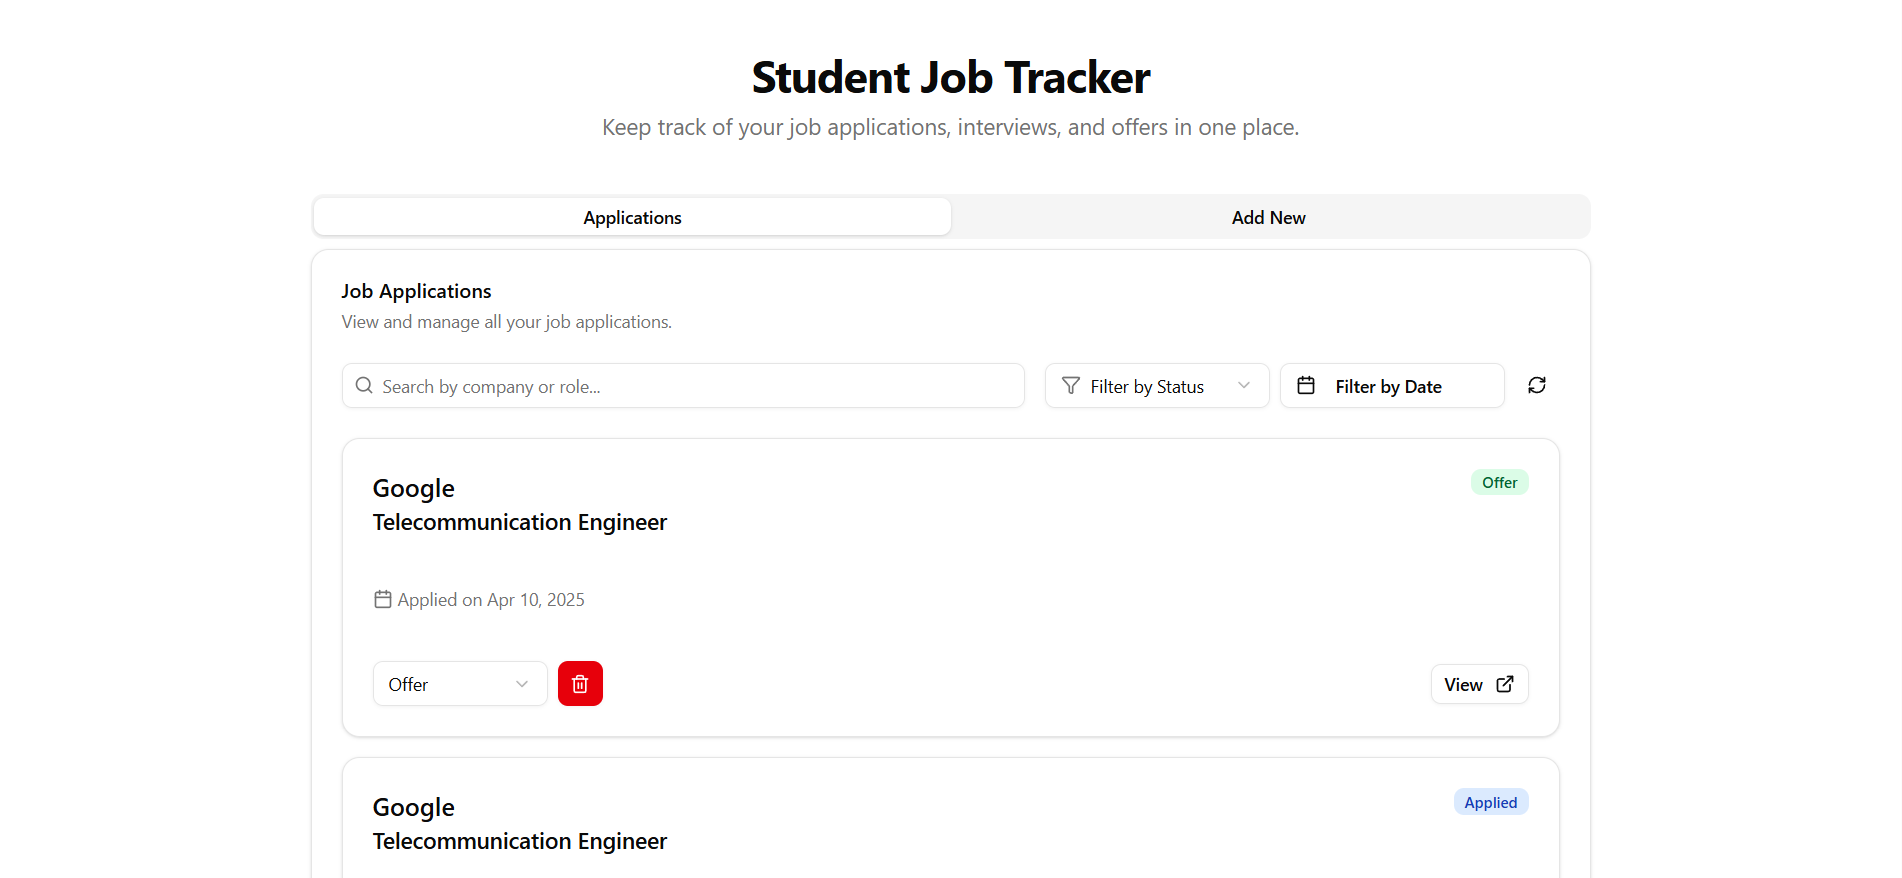 Student Job Tracker
Keep track of your job applications, interviews, and offers in one place.
Applications
Add New
Job Applications
View and manage all your job applications.
Search by company or role...
Filter by Status
Filter by Date
Google
Offer
Telecommunication Engineer
Applied on Apr 10, 2025
Offer
View
Google
Applied
Telecommunication Engineer